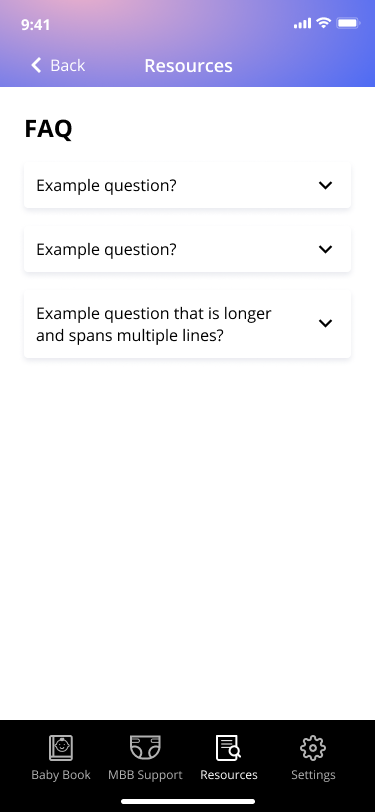 9:41
Back
Resources
FAQ
Example question?
Example question?
Example question that is longer
and spans multiple lines?
Baby Book
MBB Support
Resources
Settings